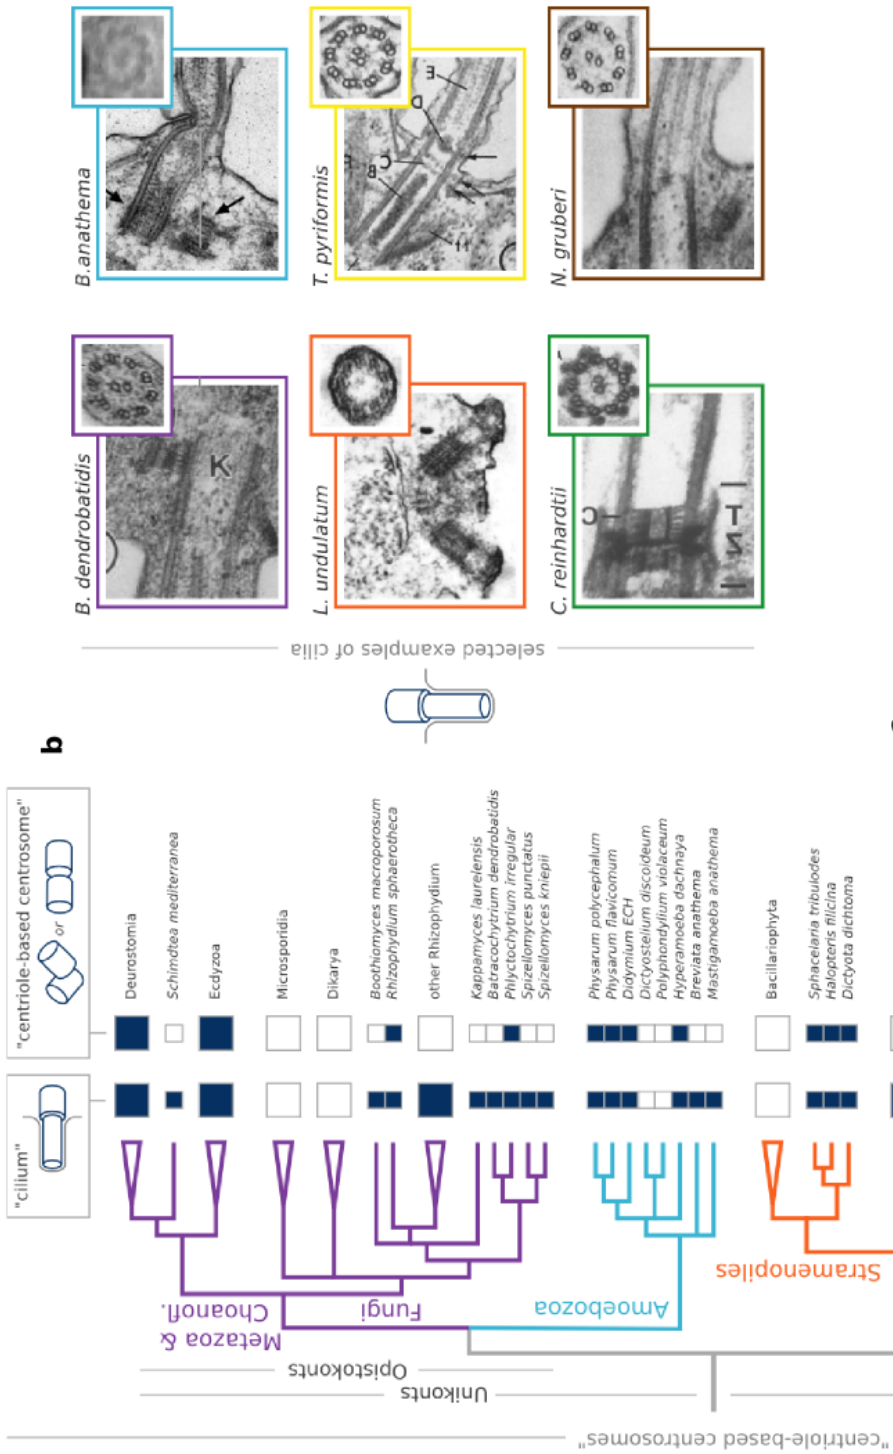 "centriole-based centrosomes"
Unikonts
Opistokonts
Metazoa &
Choanofl.
Fungi
Amoebozoa
Stramenopiles
"cilium"
"centriole-based centrosome"
or
Deurostomia
Schimdtea mediterranea
Ecdyzoa
Microsporidia
Dikarya
Boothiomyces macroporosum
Rhizophydium sphaerotheca
other Rhizophydium
Kappamyces laurelensis
Batracochytrium dendrobatidis
Phlyctochytrium irregular
Spizellomyces punctatus
Spizellomyces kniepii
Physarum polycephalum
Physarum flavicomum
Didymium ECH
Dictyostelium discoideum
Polyphondylium violaceum
Hyperamoeba dachnaya
Breviata anathema
Mastigamoeba anathema
Bacillariophyta
Sphacelaria tribulodes
Halopteris filicina
Dictyota dichtoma
b
selected examples of cilia
B. dendrobatidis
K
B.anathema
L. undulatum
T. pyriformis
B
C
D
E
C. reinhardtii
C
T
N
N. gruberi